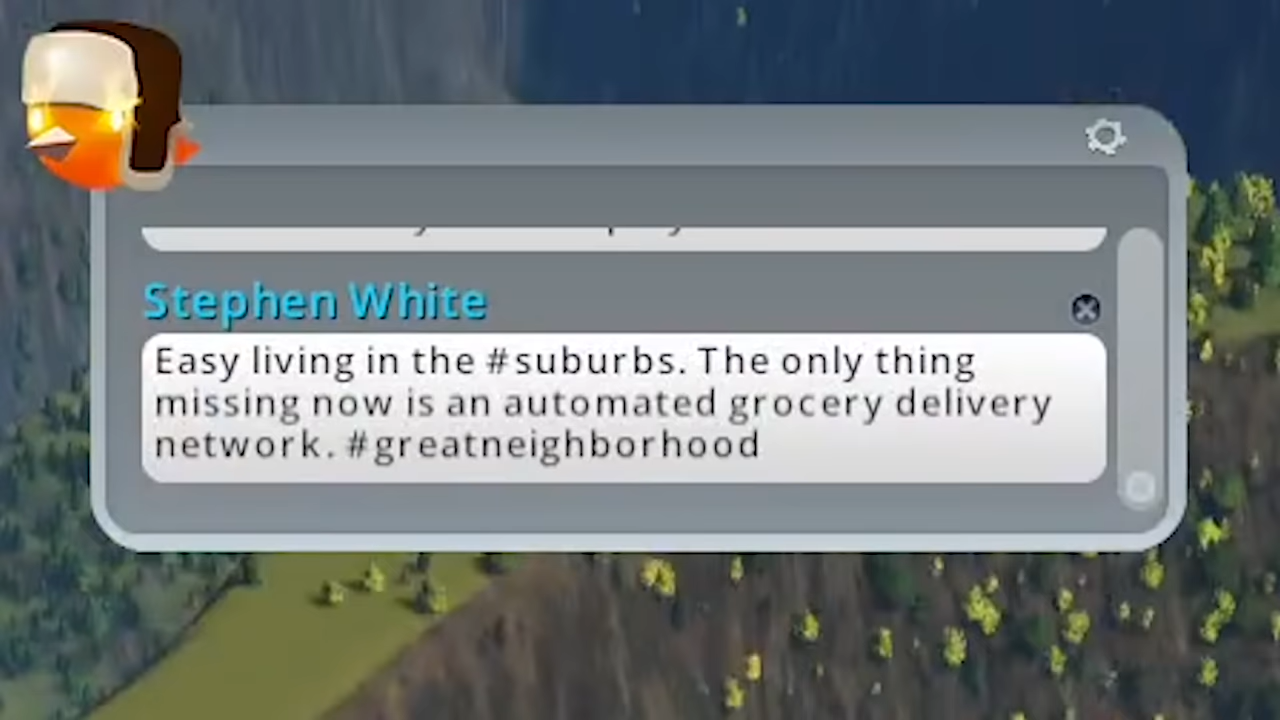 Stephen White
Easy living in the #suburbs. The only thing
missing now is an automated grocery delivery
network. #greatneighborhood